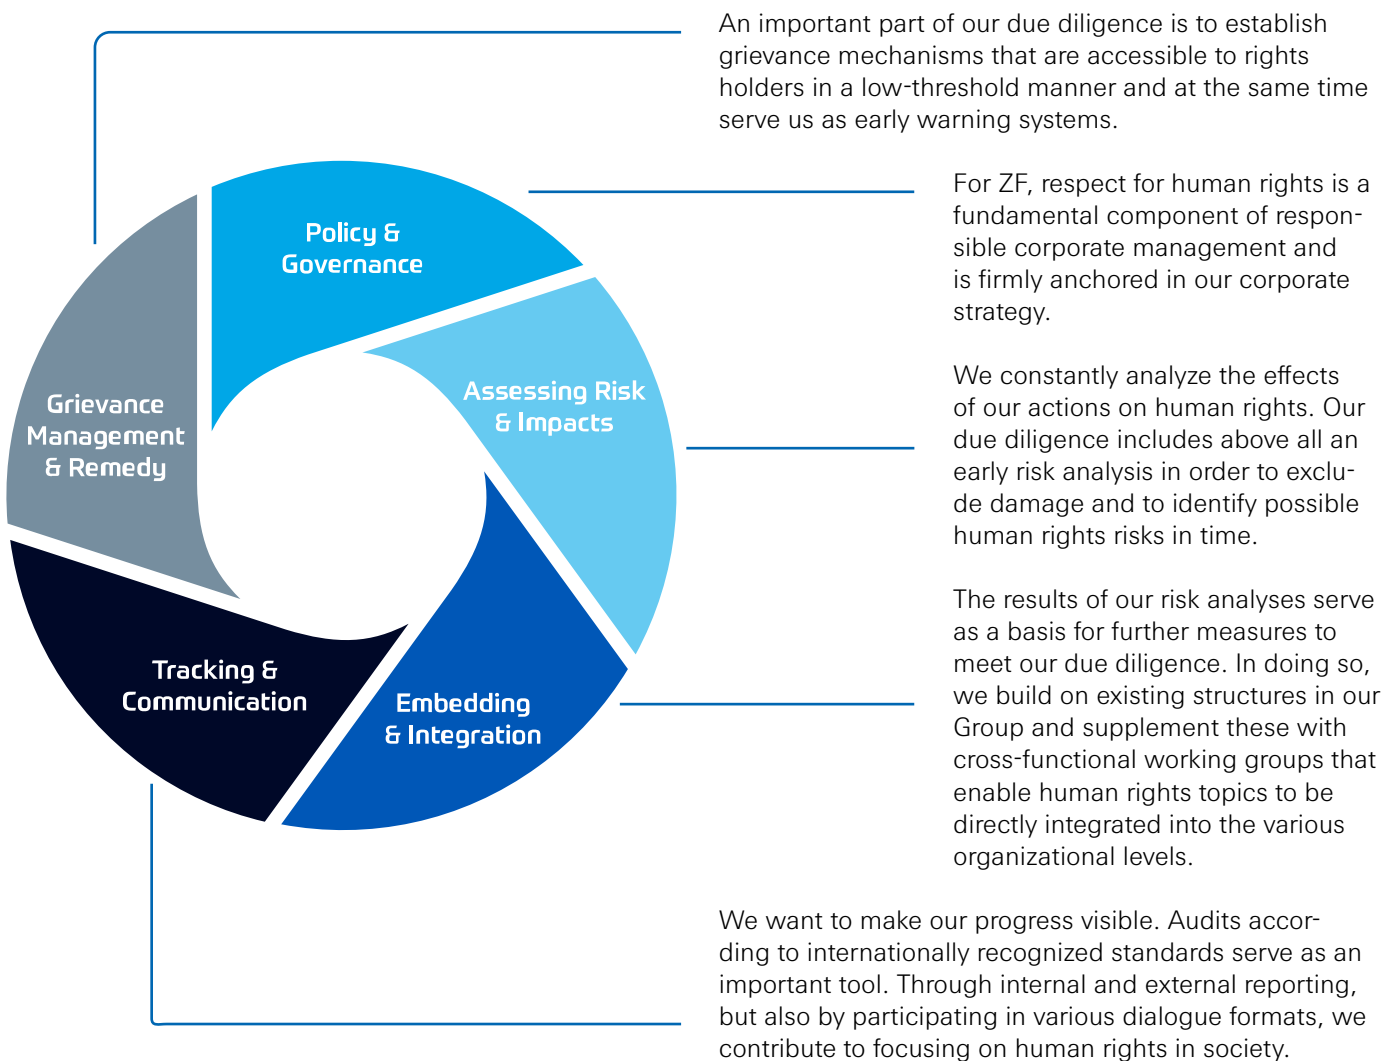 An important part of our due diligence is to establish
grievance mechanisms that are accessible to rights
holders in a low-threshold manner and at the same time
serve us as early warning systems.
For ZF, respect for human rights is a
fundamental component of respon-
sible corporate management and
is firmly anchored in our corporate
strategy.
We constantly analyze the effects
of our actions on human rights. Our
due diligence includes above all an
early risk analysis in order to exclu-
de damage and to identify possible
human rights risks in time.
The results of our risk analyses serve
as a basis for further measures to
meet our due diligence. In doing so,
we build on existing structures in our
Group and supplement these with
cross-functional working groups that
enable human rights topics to be
directly integrated into the various
organizational levels.
We want to make our progress visible. Audits accor-
ding to internationally recognized standards serve as an
important tool. Through internal and external reporting,
but also by participating in various dialogue formats, we
contribute to focusing on human rights in society.
Policy &
Governance
Assessing Risk
& Impacts
Embedding
& Integration
Tracking &
Communication
Grievance
Management
& Remedy